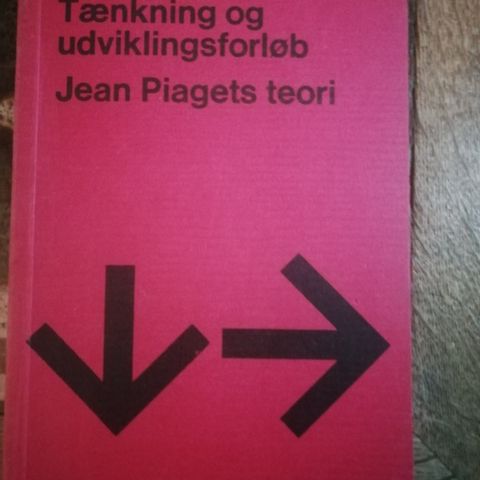 Tænkning og
udviklingsforløb
Jean Piagets teori